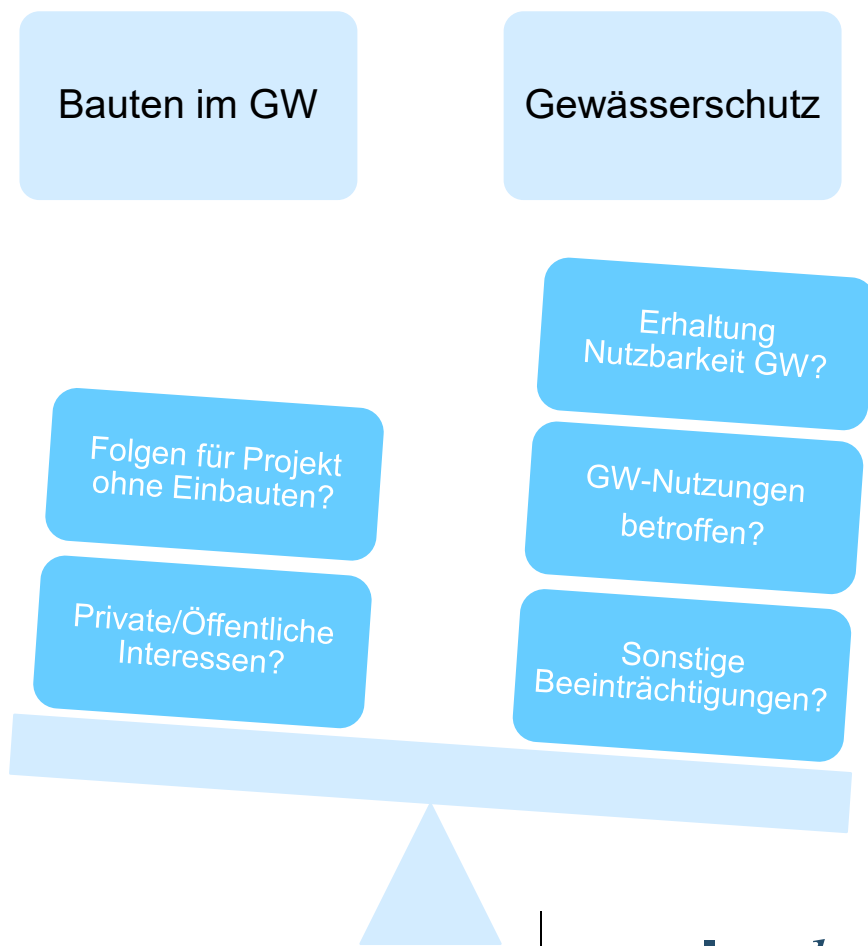 Bauten im GW
Gewässerschutz
Erhaltung
Nutzbarkeit GW?
Folgen für Projekt
ohne Einbauten?
GW-Nutzungen
betroffen?
Private/Öffentliche
Interessen?
Sonstige
Beeinträchtigungen?